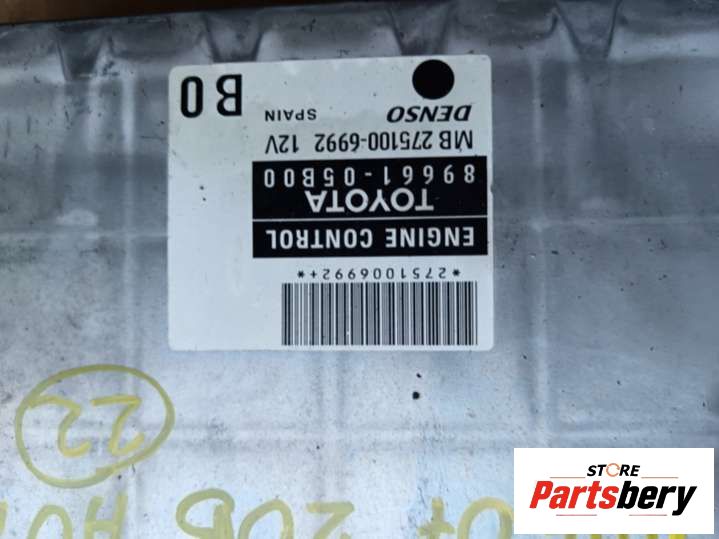 ENGINE CONTROL
TOYOTA
89661-05B00
MB 275100-6992 12V
DENSO SPAIN
B0
*2751006992+*
22
STORE
Partsbery